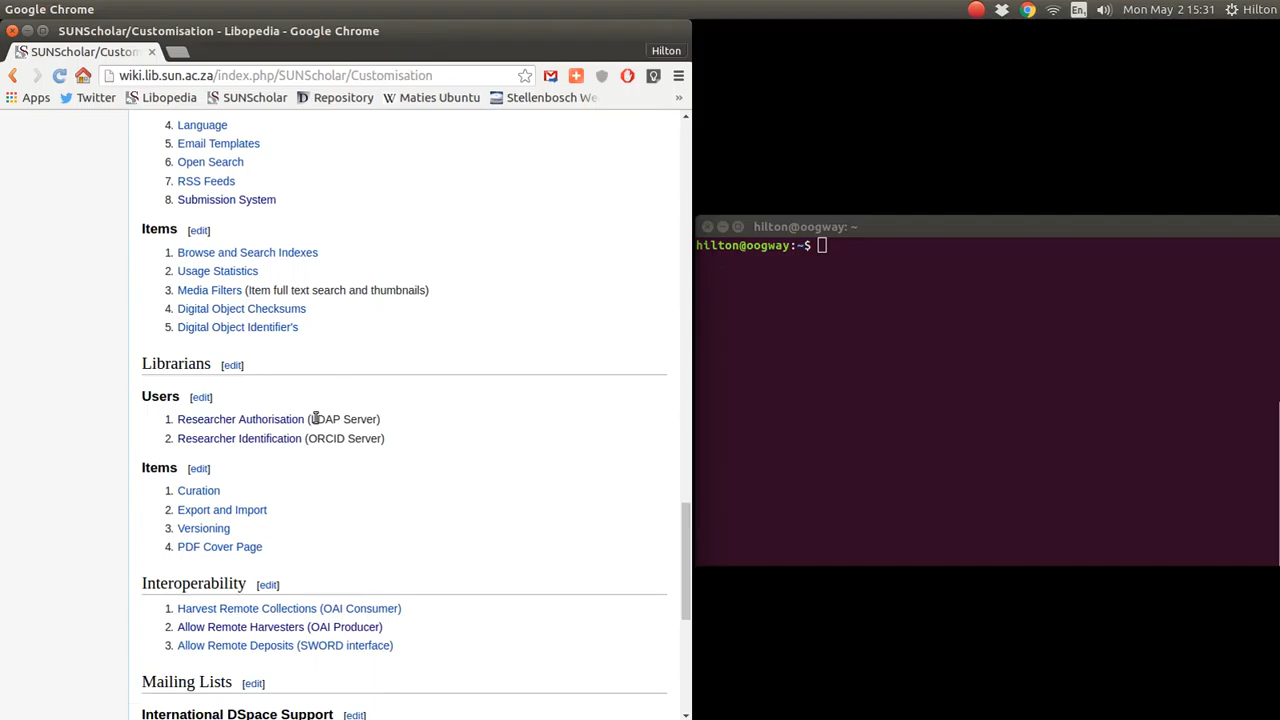 Google Chrome
En
Mon May 2 15:31
Hilton
SUNScholar/Customisation - Libopedia - Google Chrome
SUNScholar/Custom
Hilton
wiki.lib.sun.ac.za/index.php/SUNScholar/Customisation
Apps Twitter Libopedia SUNScholar Repository Maties Ubuntu Stellenbosch We »
4. Language
5. Email Templates
6. Open Search
7. RSS Feeds
8. Submission System
Items [edit]
1. Browse and Search Indexes
2. Usage Statistics
3. Media Filters (Item full text search and thumbnails)
4. Digital Object Checksums
5. Digital Object Identifier's
Librarians [edit]
Users [edit]
1. Researcher Authorisation (LDAP Server)
2. Researcher Identification (ORCID Server)
Items [edit]
1. Curation
2. Export and Import
3. Versioning
4. PDF Cover Page
Interoperability [edit]
1. Harvest Remote Collections (OAI Consumer)
2. Allow Remote Harvesters (OAI Producer)
3. Allow Remote Deposits (SWORD interface)
Mailing Lists [edit]
International DSpace Support [edit]
hilton@oogway: ~
hilton@oogway:~$